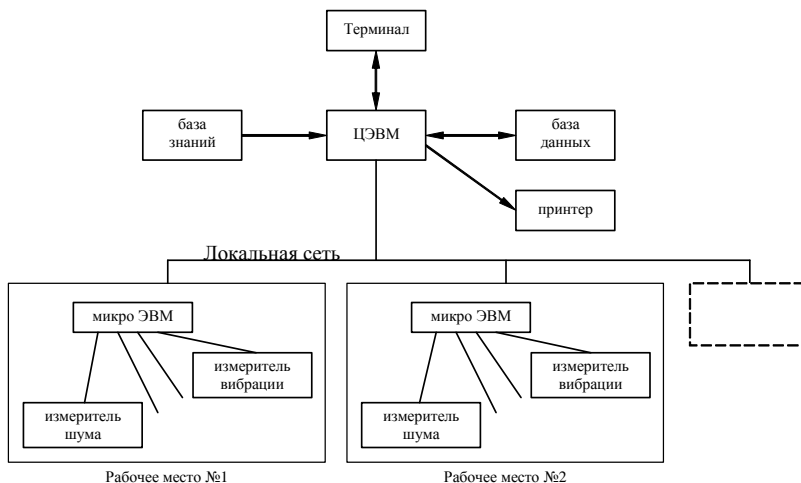 Терминал
база
знаний
ЦЭВМ
база
данных
принтер
Локальная сеть
микро ЭВМ
измеритель
вибрации
измеритель
шума
Рабочее место №1
микро ЭВМ
измеритель
вибрации
измеритель
шума
Рабочее место №2